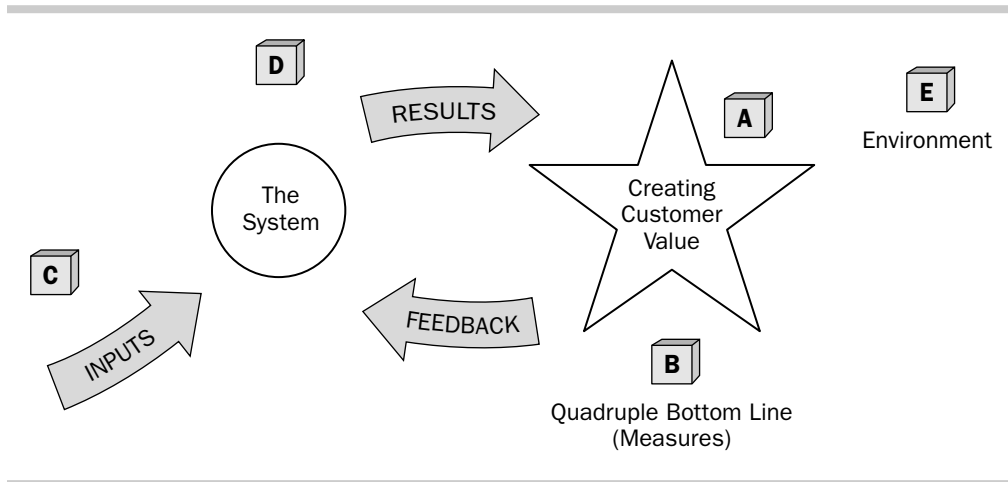 D
RESULTS
A
E
Environment
The
System
Creating
Customer
Value
C
INPUTS
FEEDBACK
B
Quadruple Bottom Line
(Measures)